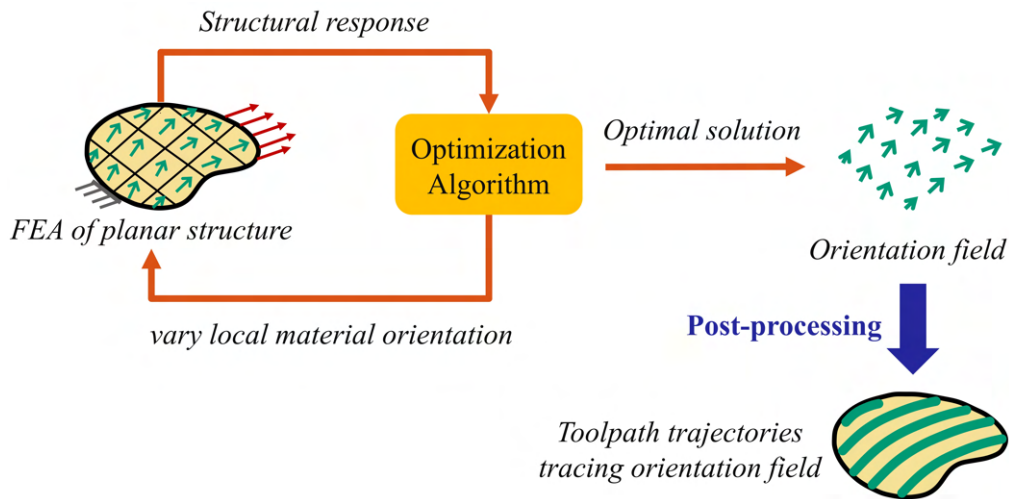 Structural response
Optimization
Algorithm
Optimal solution
FEA of planar structure
Orientation field
vary local material orientation
Post-processing
Toolpath trajectories
tracing orientation field